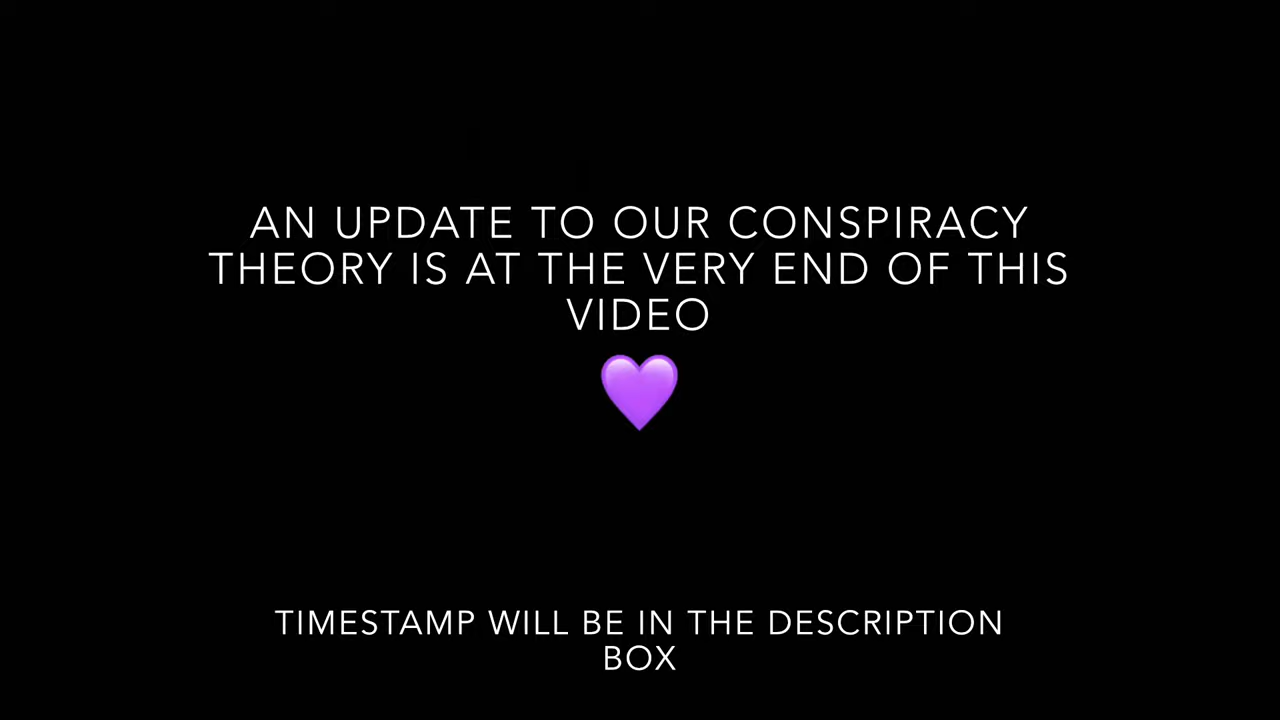 AN UPDATE TO OUR CONSPIRACY
THEORY IS AT THE VERY END OF THIS
VIDEO
💜
TIMESTAMP WILL BE IN THE DESCRIPTION
BOX